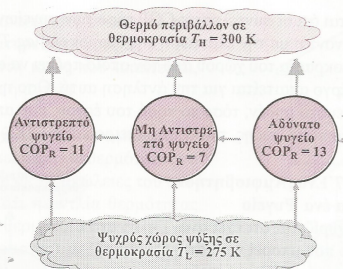 Θερμό περιβάλλον σε
θερμοκρασία T_H = 300 K
Αντιστρεπτό
ψυγείο
COP_R = 11
Μη Αντιστρε-
πτό ψυγείο
COP_R = 7
Αδύνατο
ψυγείο
COP_R = 13
Ψυχρός χώρος ψύξης σε
θερμοκρασία T_L = 275 K